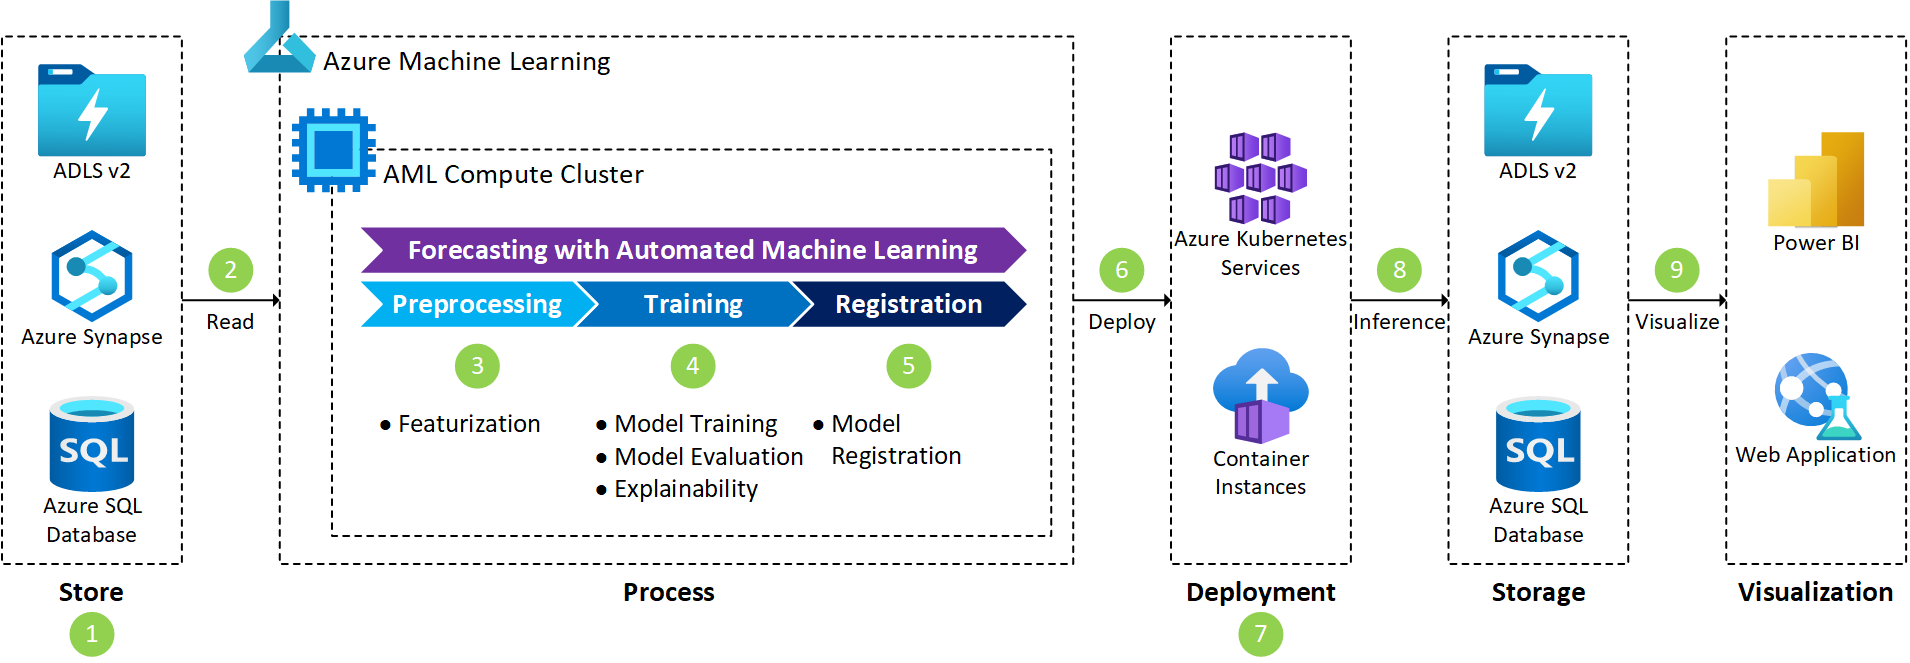 ADLS v2
Azure Synapse
SQL
Azure SQL
Database
Store
1
2
Read
Azure Machine Learning
AML Compute Cluster
Forecasting with Automated Machine Learning
Preprocessing
Training
Registration
3
4
5
● Featurization
● Model Training
● Model Evaluation
● Explainability
● Model
Registration
Process
6
Deploy
Azure Kubernetes
Services
Container
Instances
Deployment
7
8
Inference
ADLS v2
Azure Synapse
SQL
Azure SQL
Database
Storage
9
Visualize
Power BI
Web Application
Visualization